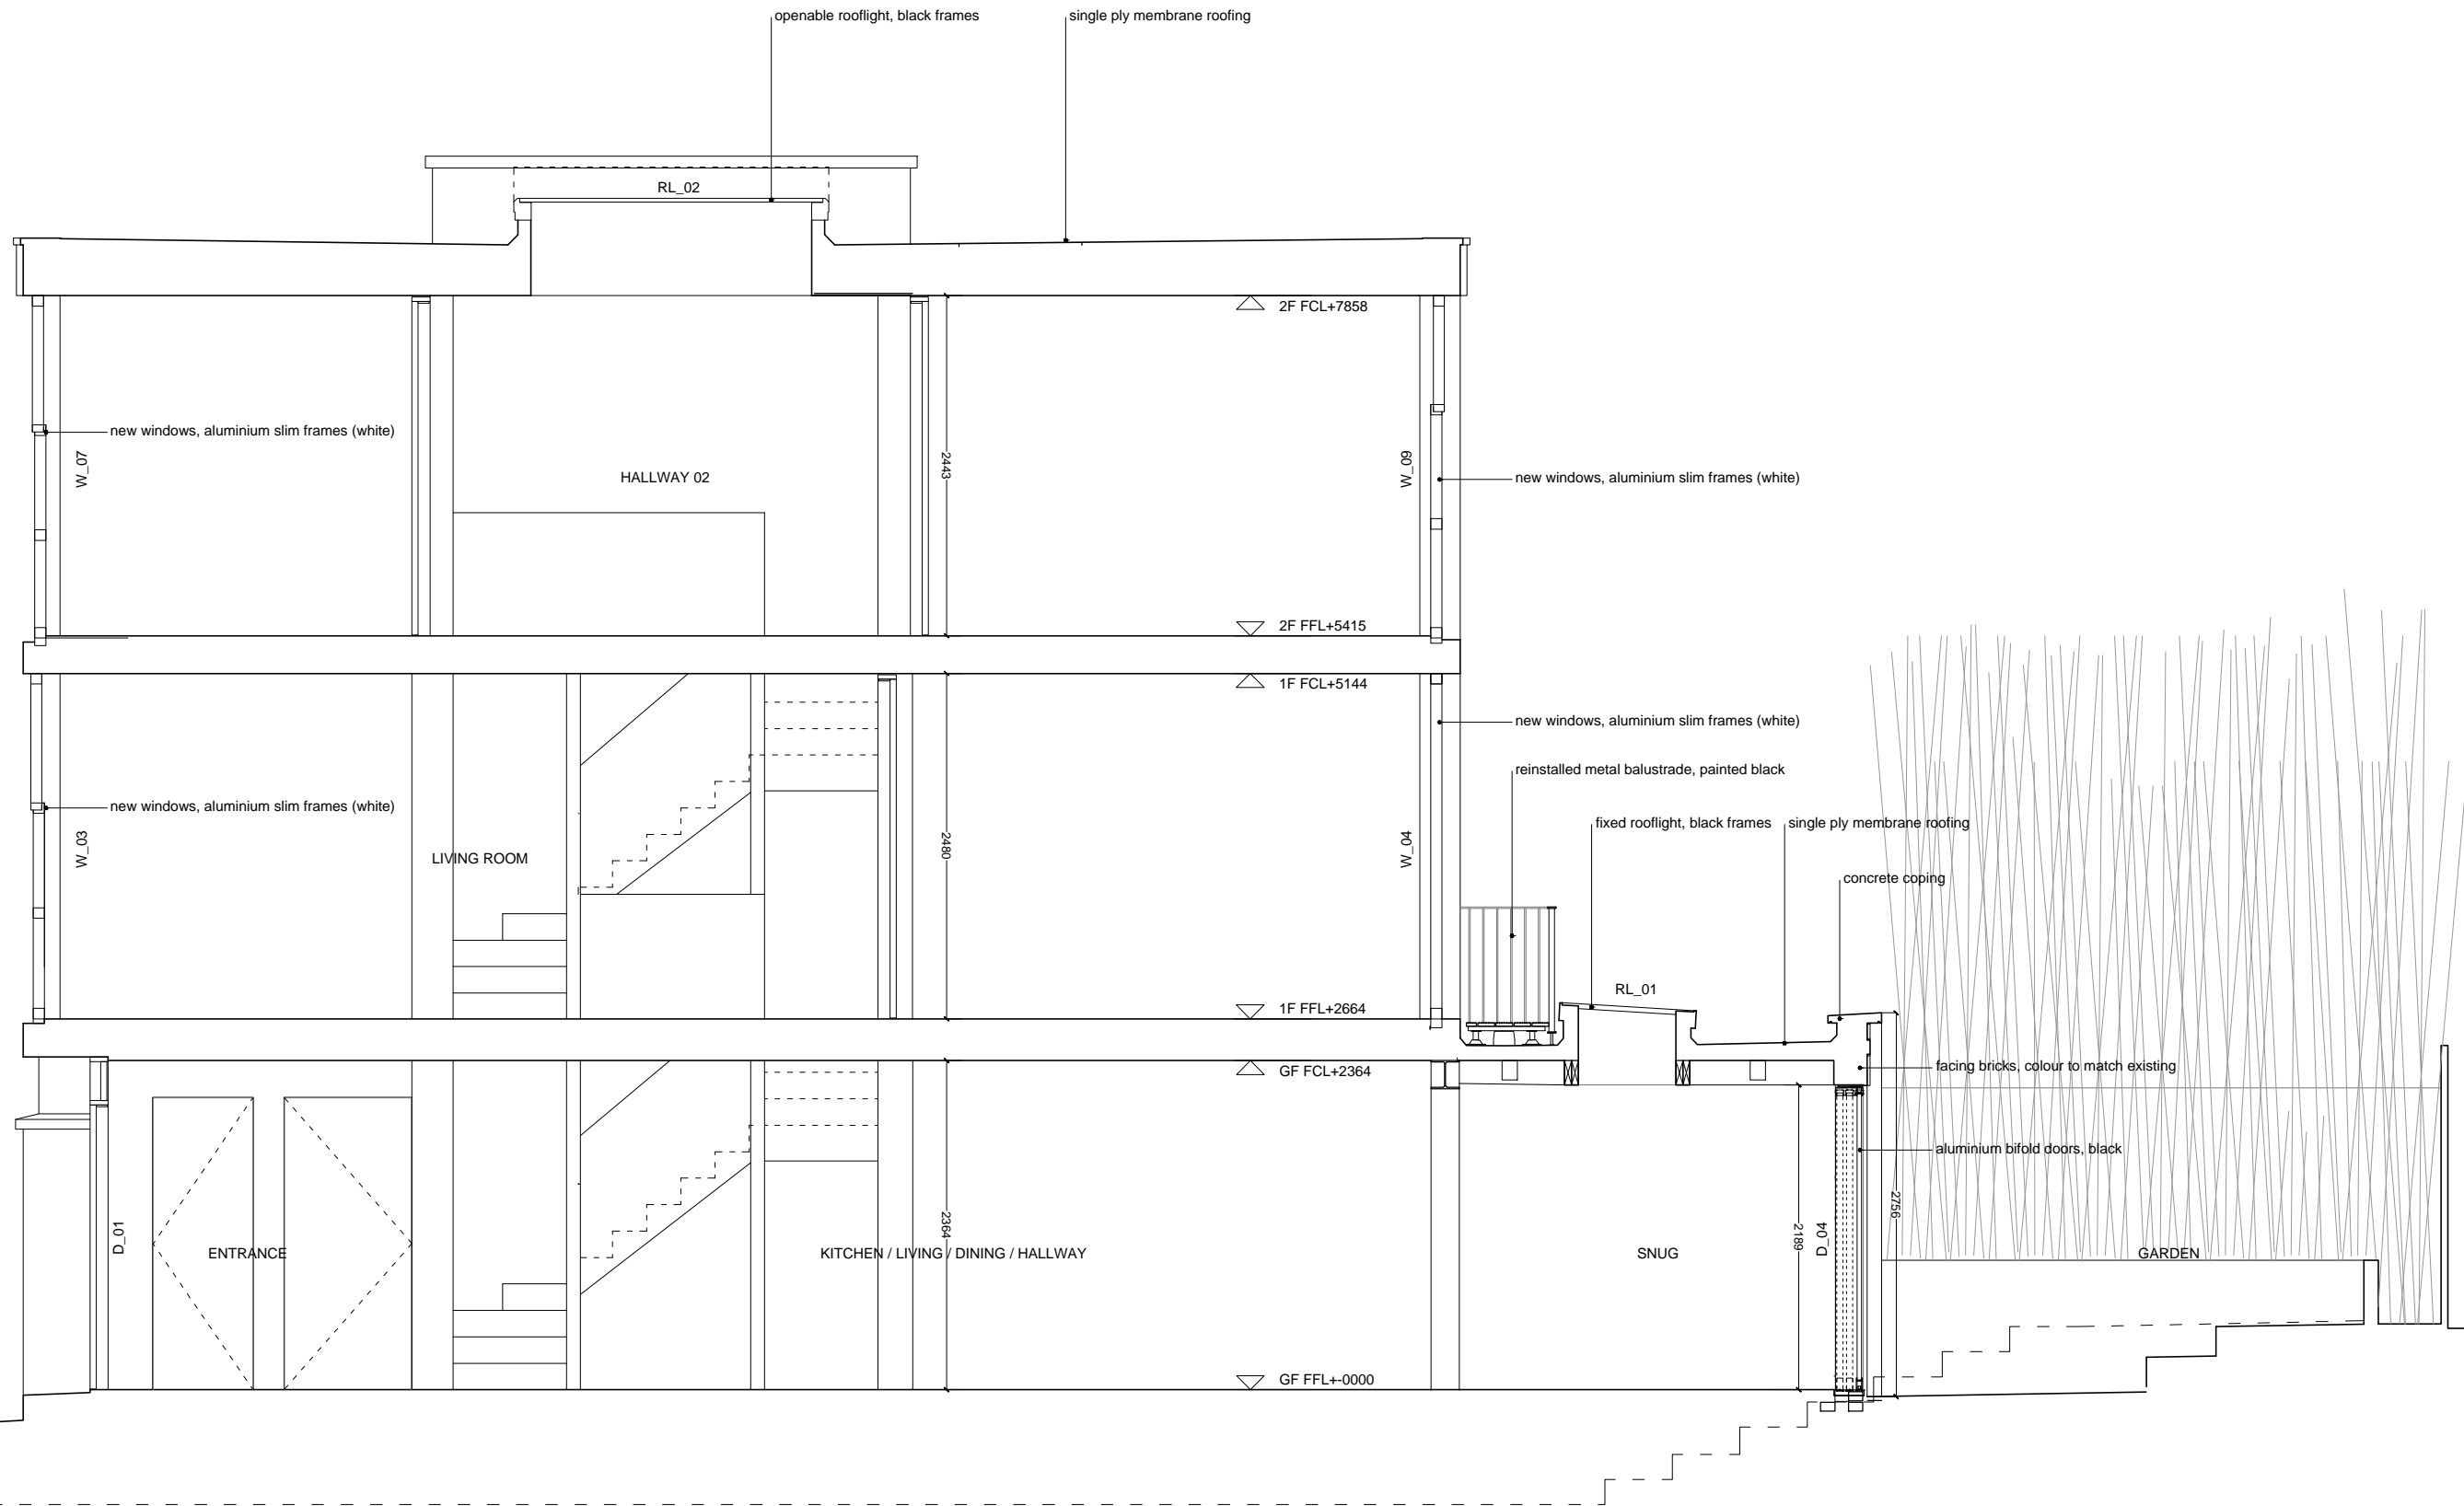 openable rooflight, black frames
single ply membrane roofing
RL_02
2F FCL+7858
new windows, aluminium slim frames (white)
W_07
HALLWAY 02
2443
W_09
new windows, aluminium slim frames (white)
2F FFL+5415
1F FCL+5144
new windows, aluminium slim frames (white)
reinstalled metal balustrade, painted black
new windows, aluminium slim frames (white)
fixed rooflight, black frames
single ply membrane roofing
W_03
LIVING ROOM
2480
W_04
concrete coping
RL_01
1F FFL+2664
GF FCL+2364
facing bricks, colour to match existing
aluminium bifold doors, black
D_01
ENTRANCE
2364
KITCHEN / LIVING / DINING / HALLWAY
SNUG
2189
D_04
2756
GARDEN
GF FFL+-0000